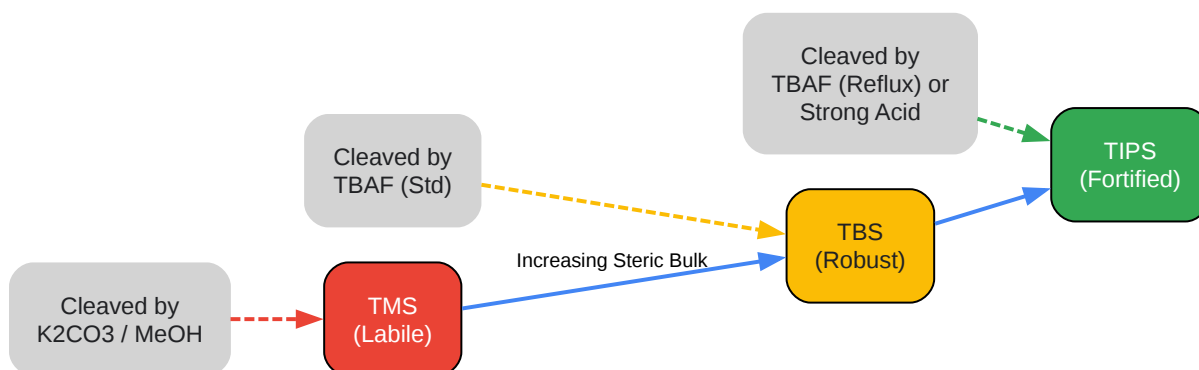 Cleaved by
TBAF (Reflux) or
Strong Acid
TIPS
(Fortified)
Cleaved by
TBAF (Std)
TBS
(Robust)
Increasing Steric Bulk
Cleaved by
K2CO3 / MeOH
TMS
(Labile)